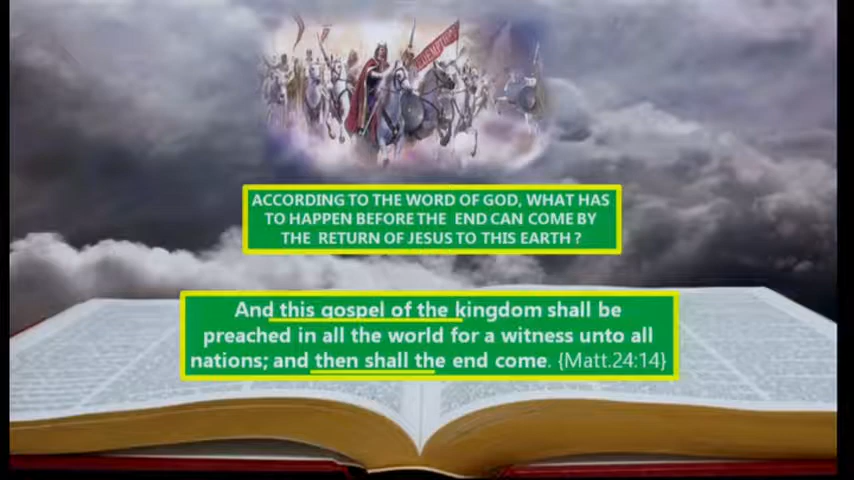 REDEMPTION
ACCORDING TO THE WORD OF GOD, WHAT HAS
TO HAPPEN BEFORE THE END CAN COME BY
THE RETURN OF JESUS TO THIS EARTH ?
And this gospel of the kingdom shall be
preached in all the world for a witness unto all
nations; and then shall the end come. {Matt.24:14}